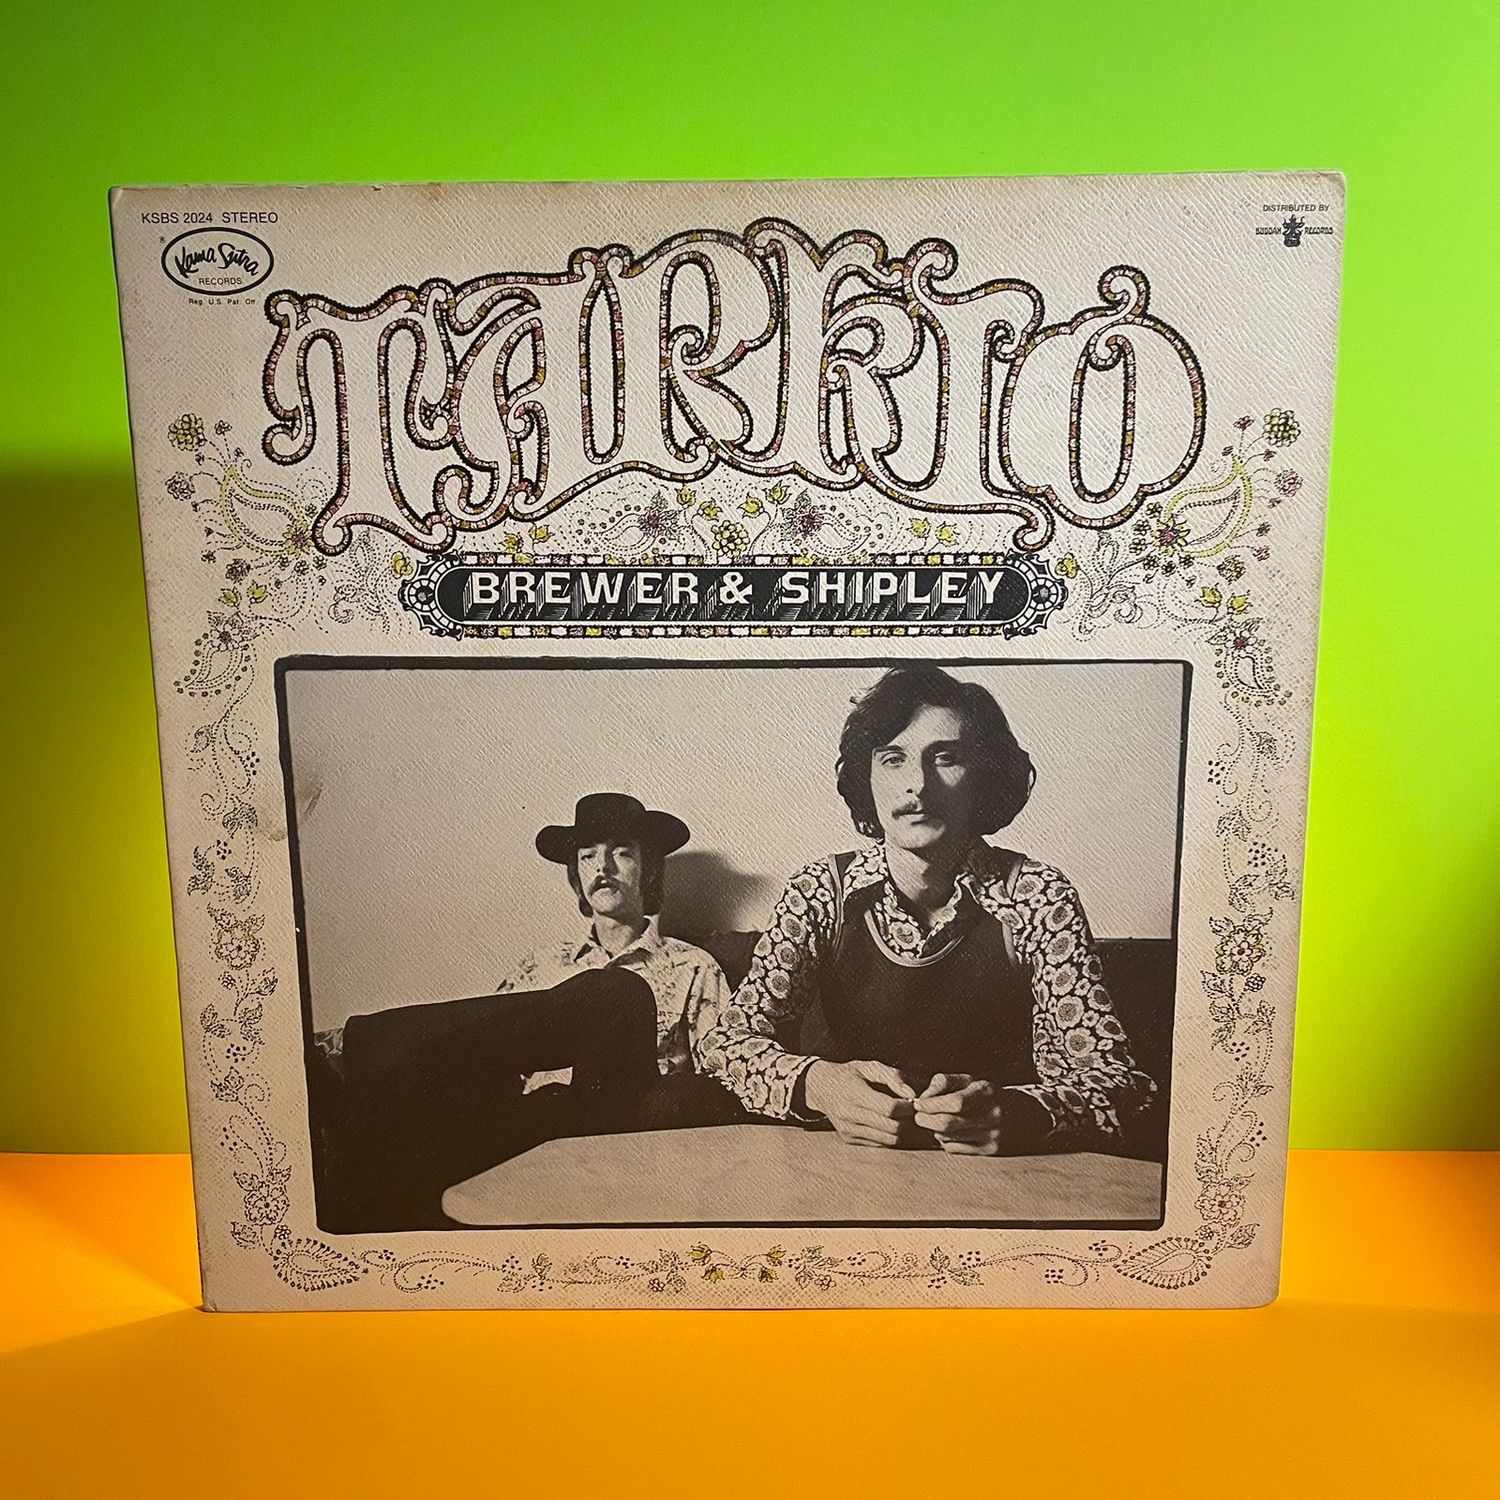 KSBS 2024 STEREO
®
Kama Sutra
RECORDS
Reg. U.S. Pat. Off
DISTRIBUTED BY
BUDDAH RECORDS
TARKIO
BREWER & SHIPLEY